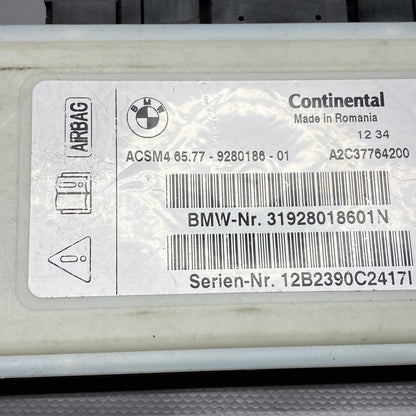 BMW
Continental
Made in Romania
12 34
AIRBAG
ACSM4 65.77 - 9280186 - 01 A2C37764200
BMW-Nr. 31928018601N
Serien-Nr. 12B2390C2417I